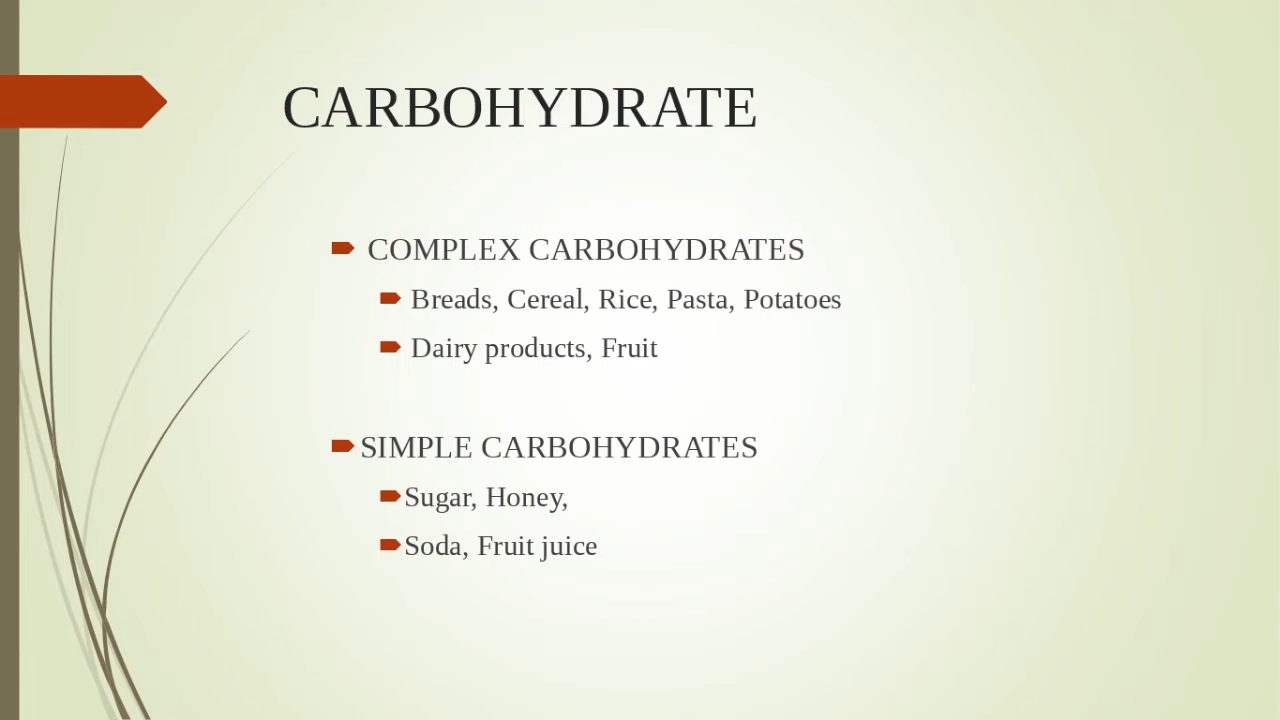 CARBOHYDRATE
COMPLEX CARBOHYDRATES
Breads, Cereal, Rice, Pasta, Potatoes
Dairy products, Fruit
SIMPLE CARBOHYDRATES
Sugar, Honey,
Soda, Fruit juice